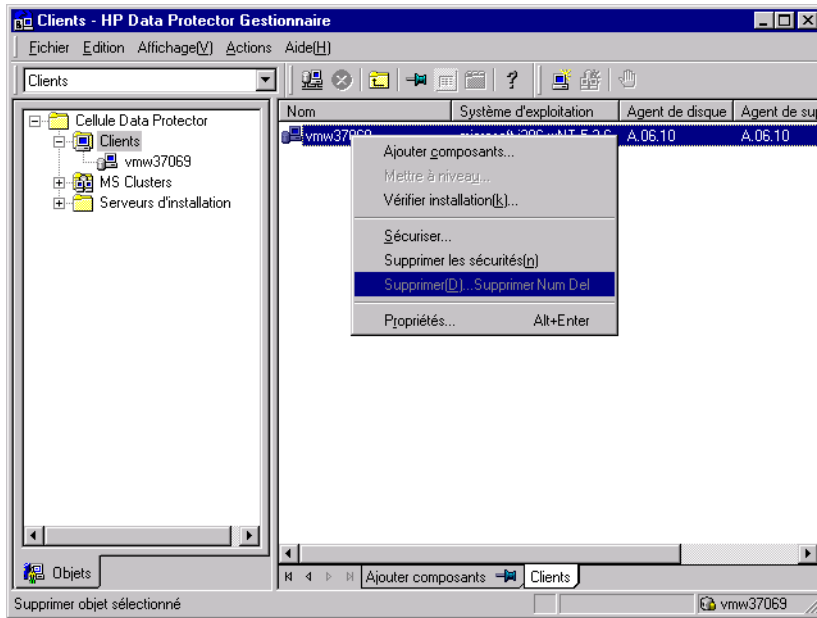 Clients - HP Data Protector Gestionnaire
Fichier Edition Affichage(V) Actions Aide(H)
Clients
Cellule Data Protector
Clients
vmw37069
MS Clusters
Serveurs d'installation
Objets
Nom Système d'exploitation Agent de disque Agent de su
A.06.10 A.06.10
Ajouter composants...
Mettre à niveau...
Vérifier installation(k)...
Sécuriser...
Supprimer les sécurités(n)
Supprimer(D)...Supprimer Num Del
Propriétés... Alt+Enter
Ajouter composants Clients
Supprimer objet sélectionné
vmw37069